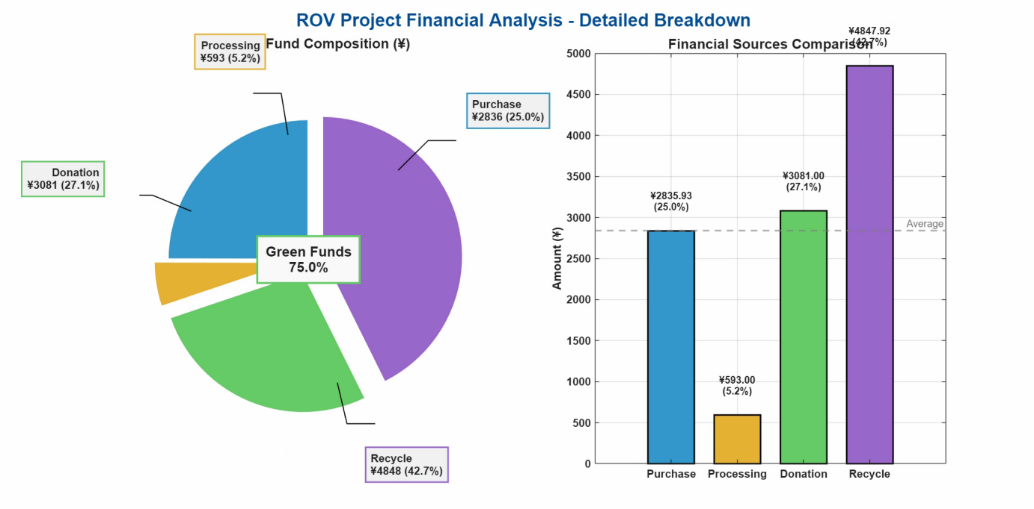 ROV Project Financial Analysis - Detailed Breakdown
Fund Composition (¥)
Processing
¥593 (5.2%)
Purchase
¥2836 (25.0%)
Donation
¥3081 (27.1%)
Green Funds
75.0%
Recycle
¥4848 (42.7%)
Financial Sources Comparison
¥4847.92
(42.7%)
5000
4500
4000
3500
3000
2500
2000
1500
1000
500
0
Amount (¥)
¥2835.93
(25.0%)
¥593.00
(5.2%)
¥3081.00
(27.1%)
Average
Purchase
Processing
Donation
Recycle